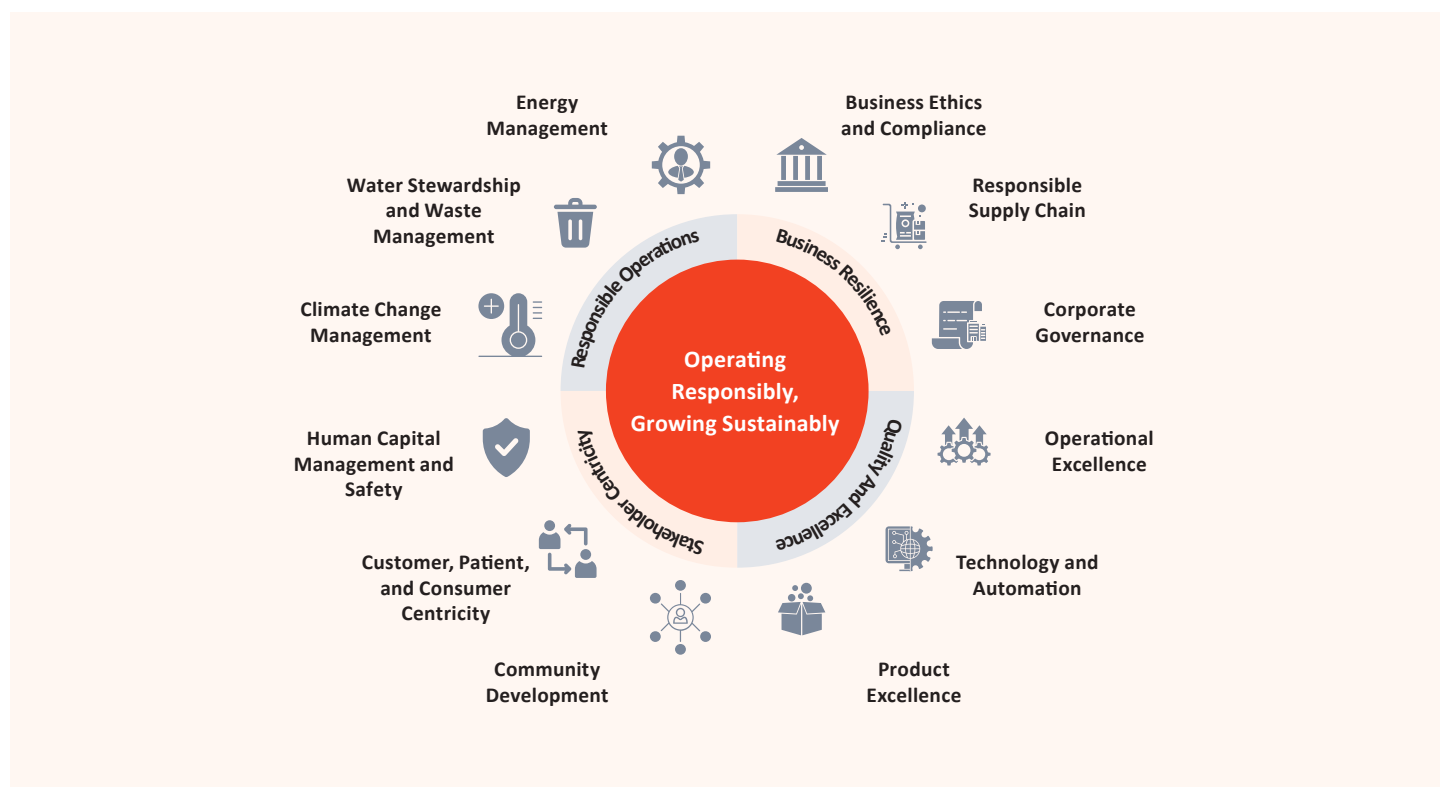 Energy
Management
Business Ethics
and Compliance
Water Stewardship
and Waste
Management
Responsible
Supply Chain
Responsible Operations
Business Resilience
Climate Change
Management
Corporate
Governance
Operating
Responsibly,
Growing Sustainably
Human Capital
Management and
Safety
Operational
Excellence
Stakeholder Centricity
Quality And Excellence
Customer, Patient,
and Consumer
Centricity
Technology and
Automation
Community
Development
Product
Excellence